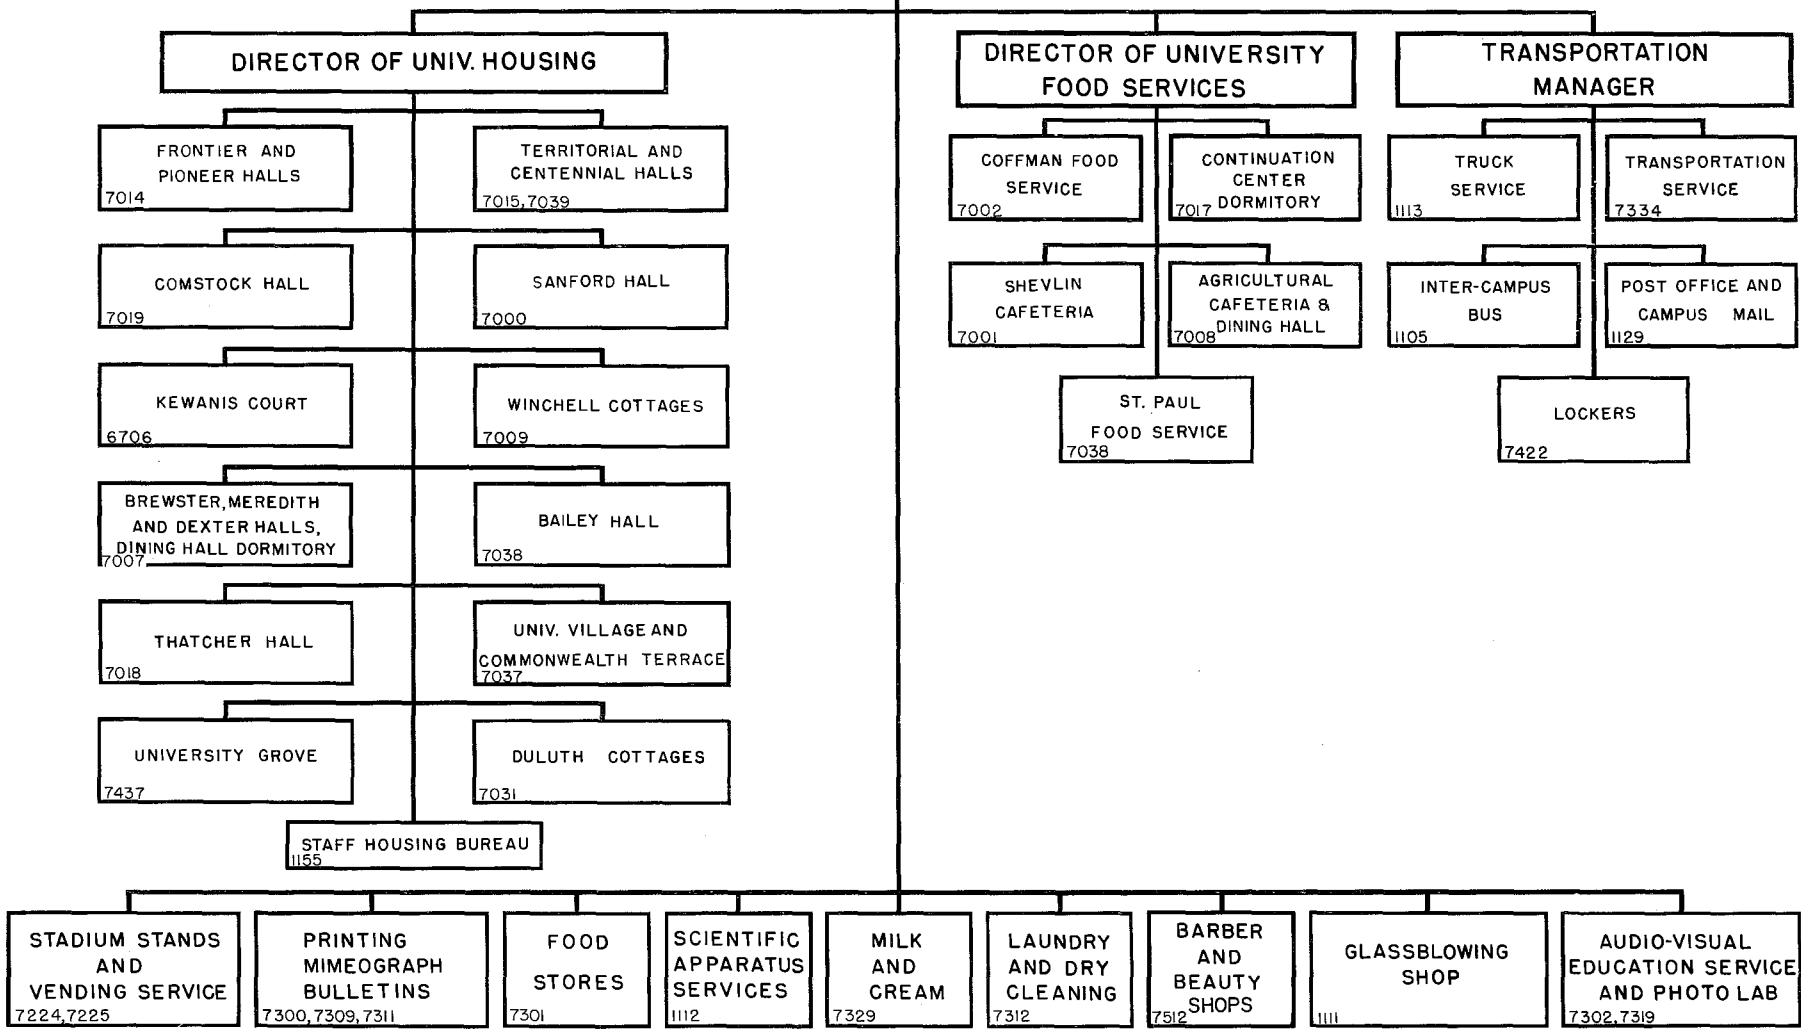 DIRECTOR OF UNIV. HOUSING
FRONTIER AND
PIONEER HALLS
7014
TERRITORIAL AND
CENTENNIAL HALLS
7015,7039
COMSTOCK HALL
7019
SANFORD HALL
7000
KEWANIS COURT
6706
WINCHELL COTTAGES
7009
BREWSTER, MEREDITH
AND DEXTER HALLS,
DINING HALL DORMITORY
7007
BAILEY HALL
7038
THATCHER HALL
7018
UNIV. VILLAGE AND
COMMONWEALTH TERRACE
7037
UNIVERSITY GROVE
7437
DULUTH COTTAGES
7031
STAFF HOUSING BUREAU
1155
DIRECTOR OF UNIVERSITY
FOOD SERVICES
COFFMAN FOOD
SERVICE
7002
CONTINUATION
CENTER
DORMITORY
7017
SHEVLIN
CAFETERIA
7001
AGRICULTURAL
CAFETERIA &
DINING HALL
7008
ST. PAUL
FOOD SERVICE
7038
TRANSPORTATION
MANAGER
TRUCK
SERVICE
1113
TRANSPORTATION
SERVICE
7334
INTER-CAMPUS
BUS
1105
POST OFFICE AND
CAMPUS MAIL
1129
LOCKERS
7422
STADIUM STANDS
AND
VENDING SERVICE
7224,7225
PRINTING
MIMEOGRAPH
BULLETINS
7300,7309,7311
FOOD
STORES
7301
SCIENTIFIC
APPARATUS
SERVICES
1112
MILK
AND
CREAM
7329
LAUNDRY
AND DRY
CLEANING
7312
BARBER
AND
BEAUTY
SHOPS
7512
GLASSBLOWING
SHOP
1111
AUDIO-VISUAL
EDUCATION SERVICE
AND PHOTO LAB
7302,7319